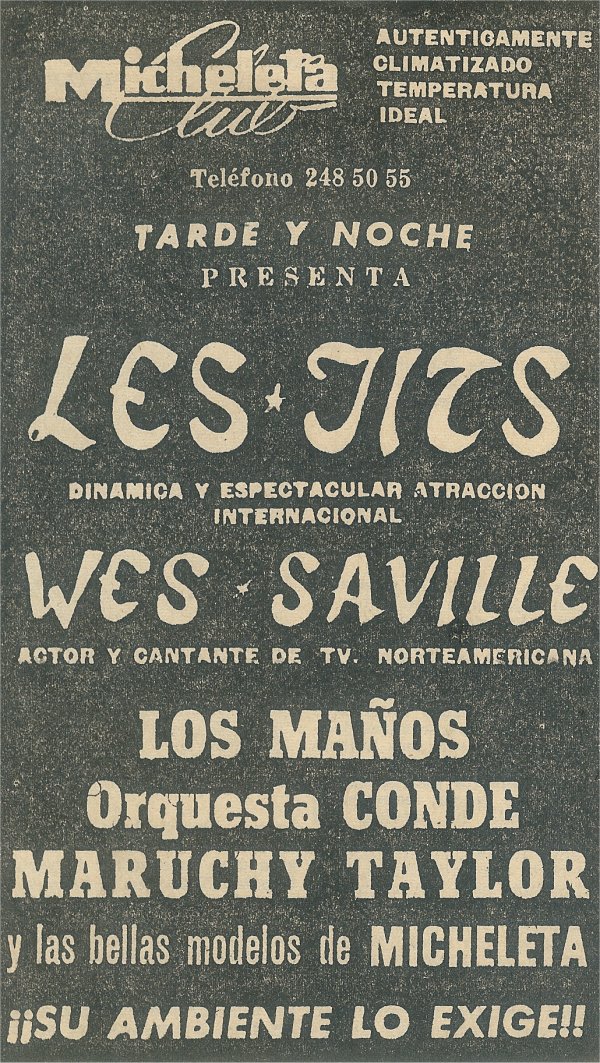 Micheleta
Club
AUTENTICAMENTE
CLIMATIZADO
TEMPERATURA
IDEAL
Teléfono 248 50 55
TARDE Y NOCHE
PRESENTA
LES JITS
DINAMICA Y ESPECTACULAR ATRACCION
INTERNACIONAL
WES SAVILLE
ACTOR Y CANTANTE DE TV. NORTEAMERICANA
LOS MAÑOS
Orquesta CONDE
MARUCHY TAYLOR
y las bellas modelos de MICHELETA
¡¡SU AMBIENTE LO EXIGE!!